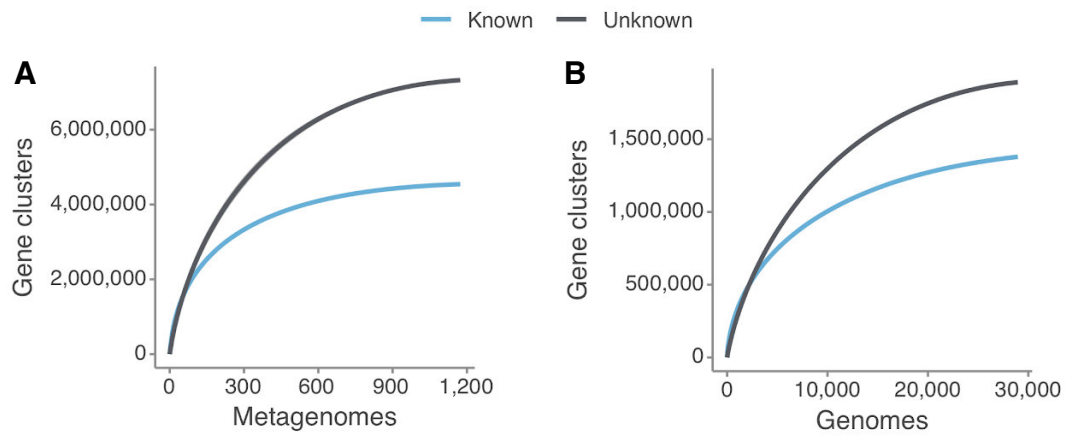 Known Unknown
A
Gene clusters
6,000,000
4,000,000
2,000,000
0
0 300 600 900 1,200
Metagenomes
B
Gene clusters
1,500,000
1,000,000
500,000
0
0 10,000 20,000 30,000
Genomes